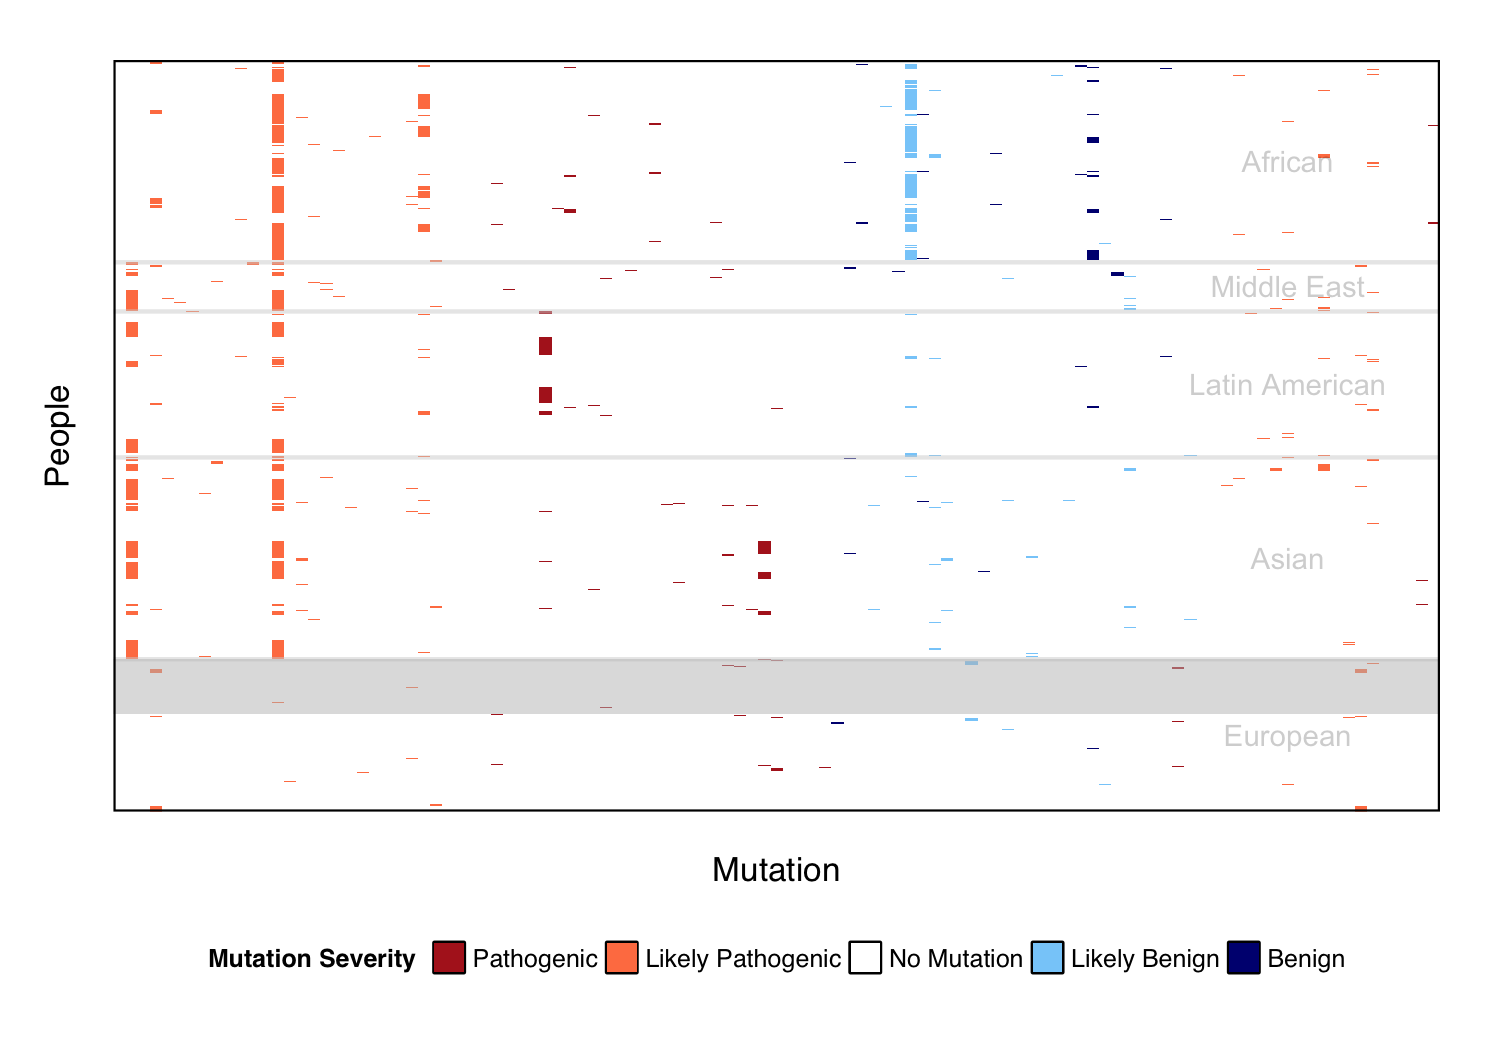 African
Middle East
Latin American
Asian
European
People
Mutation
Mutation Severity Pathogenic Likely Pathogenic No Mutation Likely Benign Benign